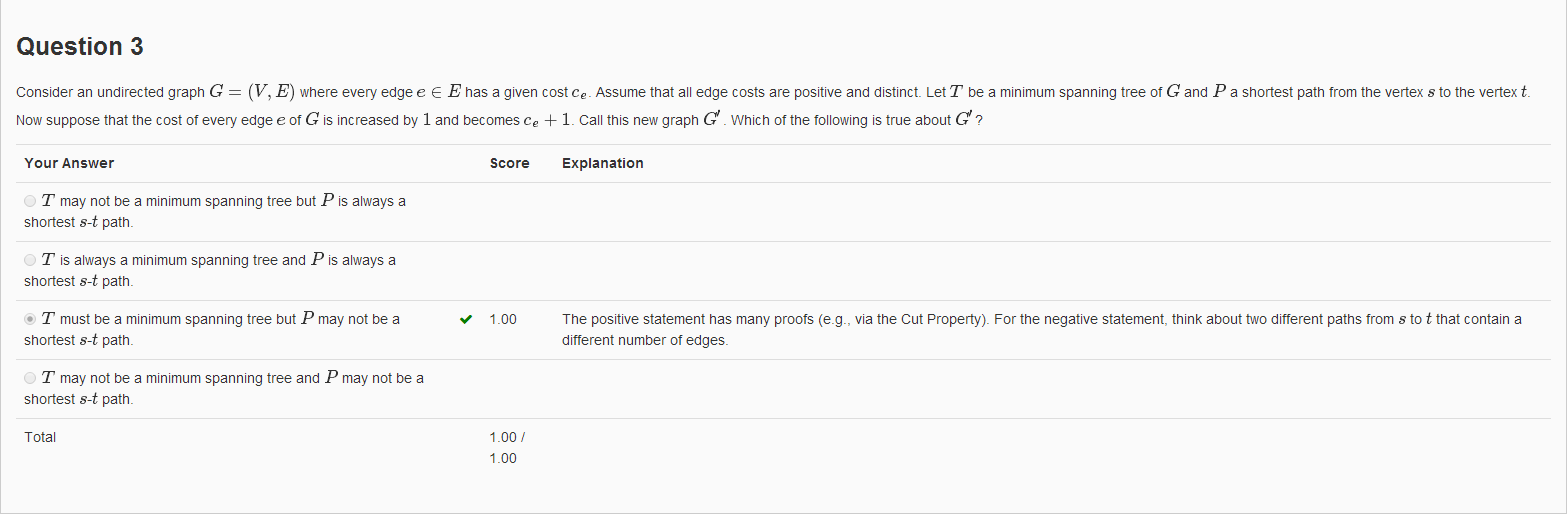 Question 3
Consider an undirected graph G = (V, E) where every edge e ∈ E has a given cost cₑ. Assume that all edge costs are positive and distinct. Let T be a minimum spanning tree of G and P a shortest path from the vertex s to the vertex t.
Now suppose that the cost of every edge e of G is increased by 1 and becomes cₑ + 1. Call this new graph G′. Which of the following is true about G′?
Your Answer Score Explanation
T may not be a minimum spanning tree but P is always a
shortest s-t path.
T is always a minimum spanning tree and P is always a
shortest s-t path.
T must be a minimum spanning tree but P may not be a ✔ 1.00 The positive statement has many proofs (e.g., via the Cut Property). For the negative statement, think about two different paths from s to t that contain a
shortest s-t path. different number of edges.
T may not be a minimum spanning tree and P may not be a
shortest s-t path.
Total 1.00 /
1.00